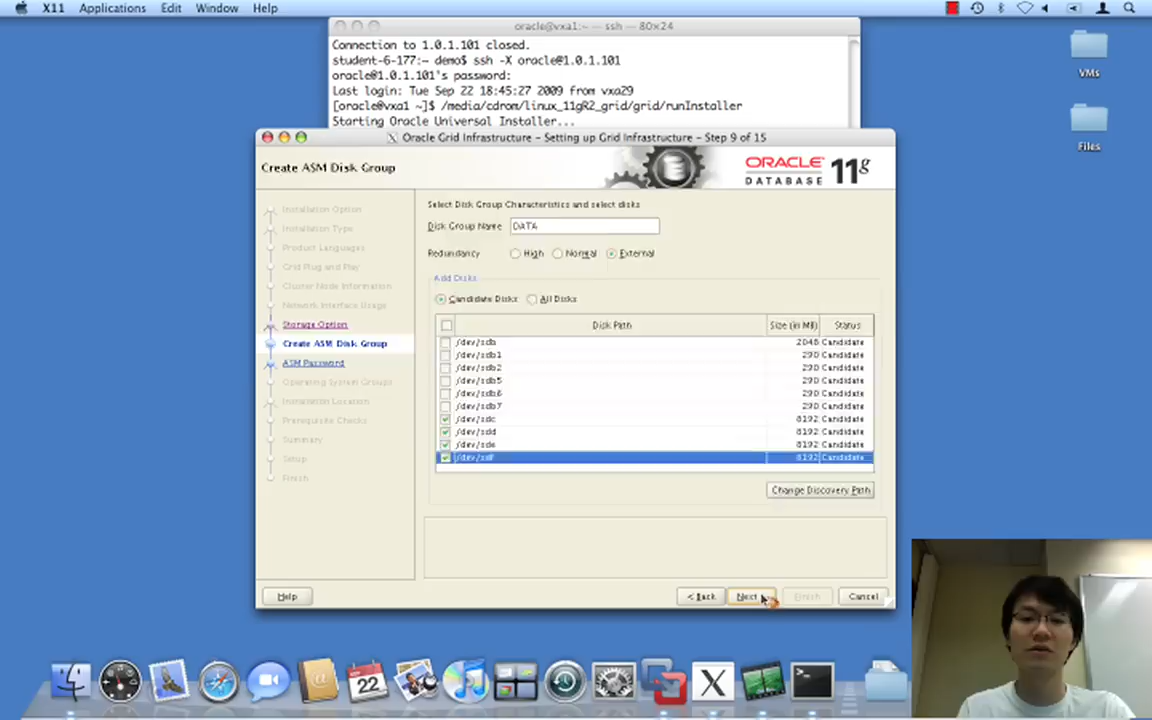 X11 Applications Edit Window Help
oracle@vxa1:~ — ssh — 80×24
Connection to 1.0.1.101 closed.
student-6-177:~ demo$ ssh -X oracle@1.0.1.101
oracle@1.0.1.101's password:
Last login: Tue Sep 22 18:45:27 2009 from vxa29
[oracle@vxa1 ~]$ /media/cdrom/linux_11gR2_grid/grid/runInstaller
Starting Oracle Universal Installer...
VMs
Files
Oracle Grid Infrastructure - Setting up Grid Infrastructure - Step 9 of 15
Create ASM Disk Group
ORACLE
DATABASE 11g
Installation Option
Installation Type
Product Languages
Grid Plug and Play
Cluster Node Information
Network Interface Usage
Storage Option
Create ASM Disk Group
ASM Password
Operating System Groups
Installation Location
Prerequisite Checks
Summary
Setup
Finish
Select Disk Group Characteristics and select disks
Disk Group Name DATA
Redundancy High Normal External
Add Disks
Candidate Disks All Disks
Disk Path Size (in MB) Status
/dev/sdb 2048 Candidate
/dev/sdb1 290 Candidate
/dev/sdb2 290 Candidate
/dev/sdb5 290 Candidate
/dev/sdb6 290 Candidate
/dev/sdb7 290 Candidate
/dev/sdc 8192 Candidate
/dev/sdd 8192 Candidate
/dev/sde 8192 Candidate
/dev/sdf 8192 Candidate
Change Discovery Path
Help
< Back Next Finish Cancel
22